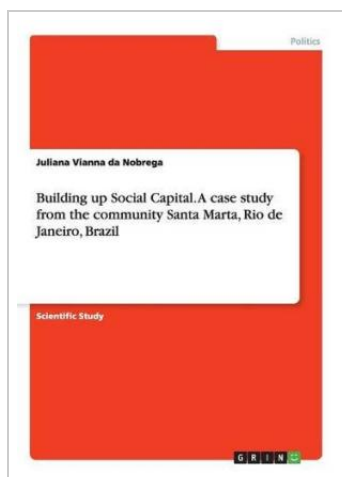 Politics
Juliana Vianna da Nobrega
Building up Social Capital. A case study
from the community Santa Marta, Rio de
Janeiro, Brazil
Scientific Study
GRIN